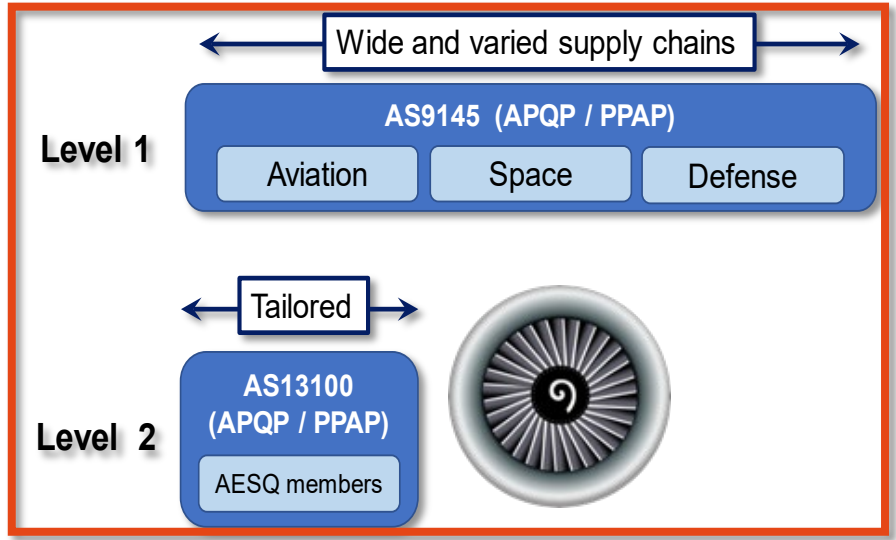 Wide and varied supply chains
AS9145 (APQP / PPAP)
Level 1
Aviation
Space
Defense
Tailored
AS13100
(APQP / PPAP)
Level 2
AESQ members